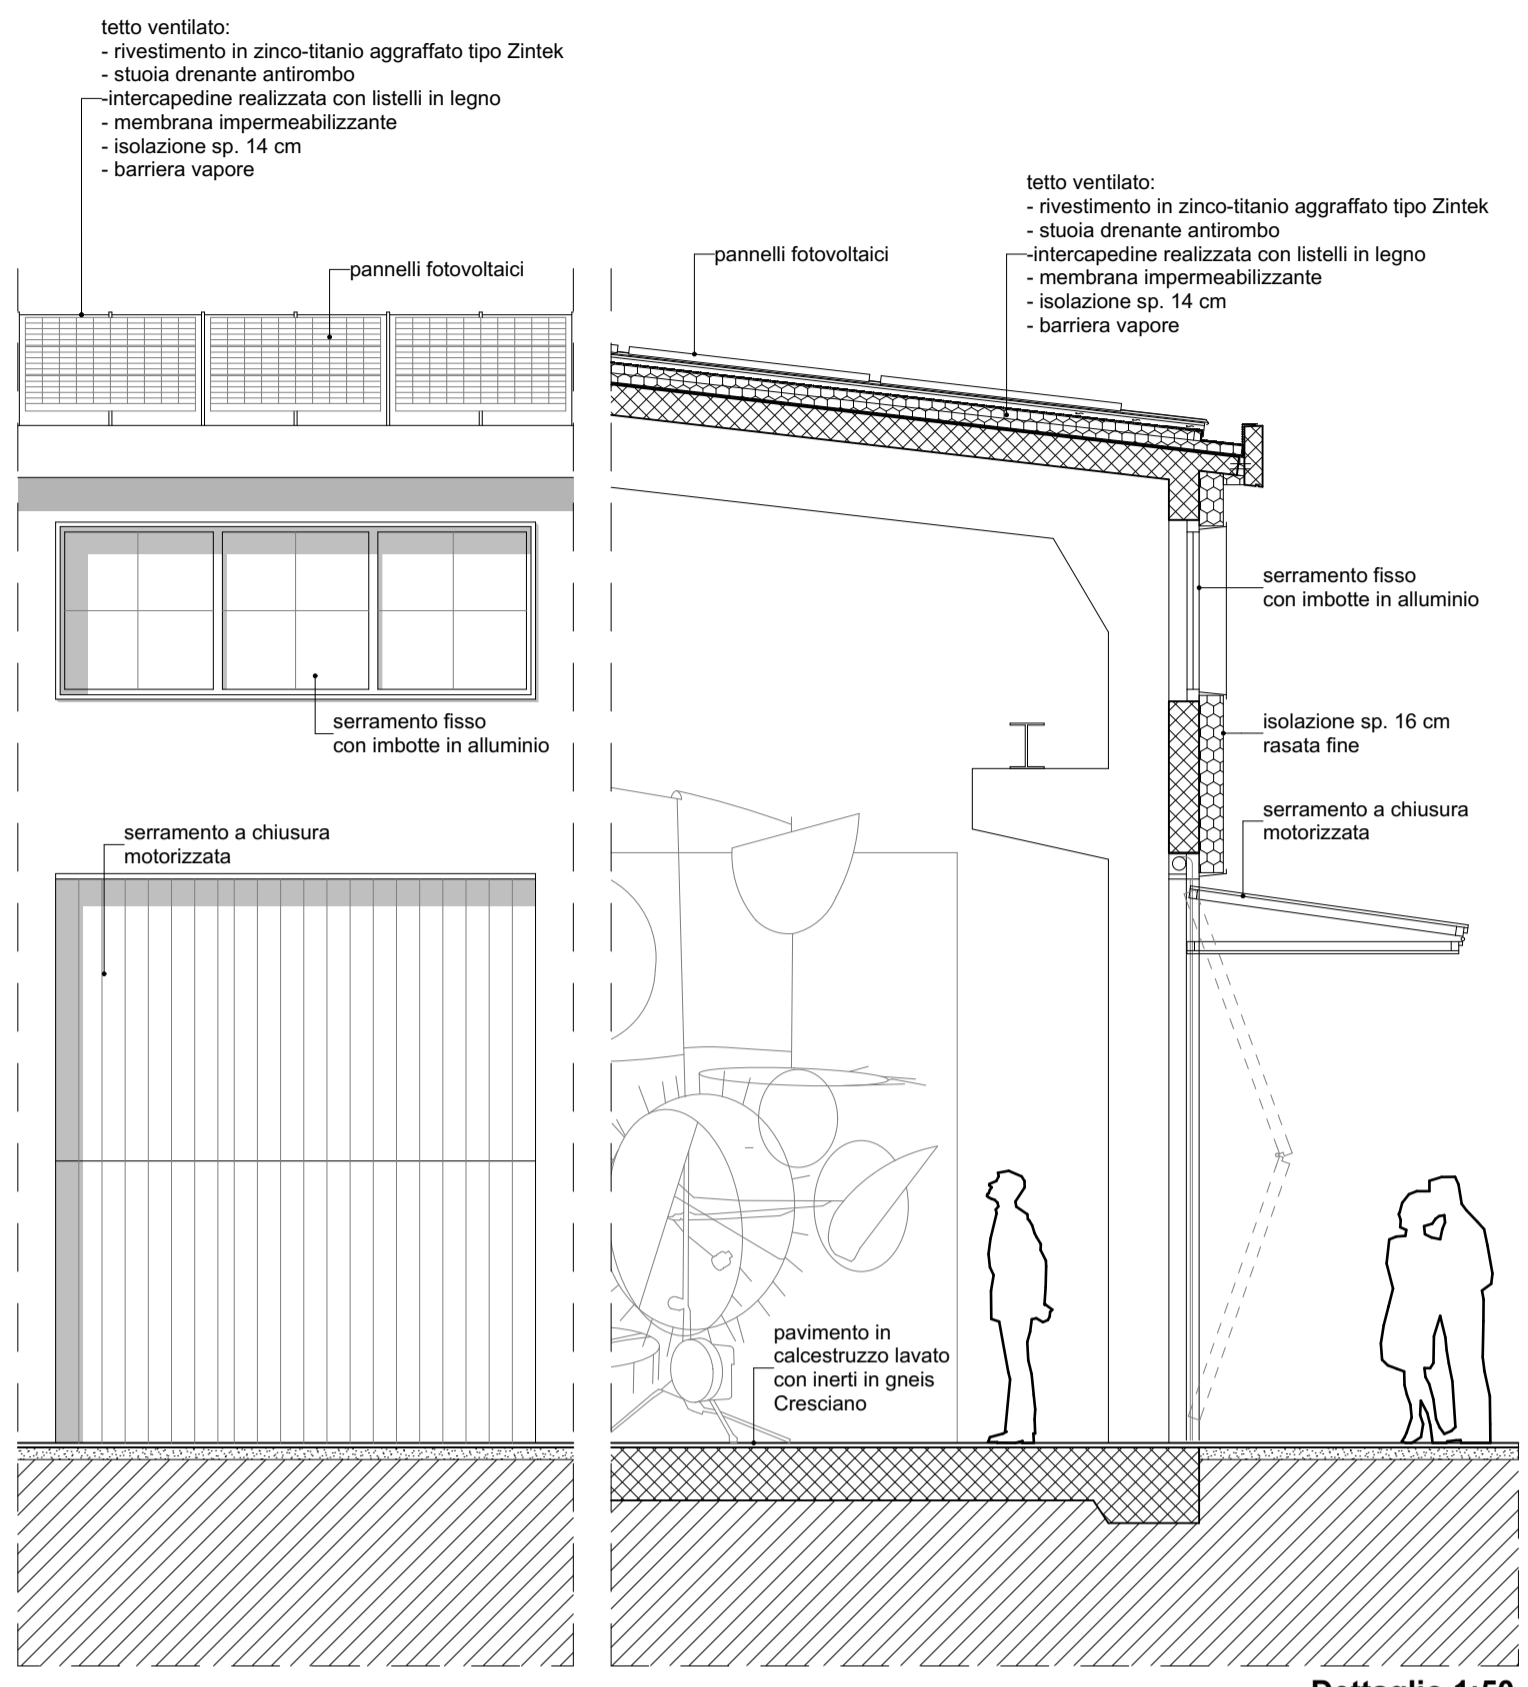 tetto ventilato:
- rivestimento in zinco-titanio aggraffato tipo Zintek
- stuoia drenante antirombo
-intercapedine realizzata con listelli in legno
- membrana impermeabilizzante
- isolazione sp. 14 cm
- barriera vapore
pannelli fotovoltaici
serramento fisso
con imbotte in alluminio
serramento a chiusura
motorizzata
tetto ventilato:
- rivestimento in zinco-titanio aggraffato tipo Zintek
- stuoia drenante antirombo
-intercapedine realizzata con listelli in legno
- membrana impermeabilizzante
- isolazione sp. 14 cm
- barriera vapore
pannelli fotovoltaici
serramento fisso
con imbotte in alluminio
isolazione sp. 16 cm
rasata fine
serramento a chiusura
motorizzata
pavimento in
calcestruzzo lavato
con inerti in gneis
Cresciano
Dettaglio 1:50